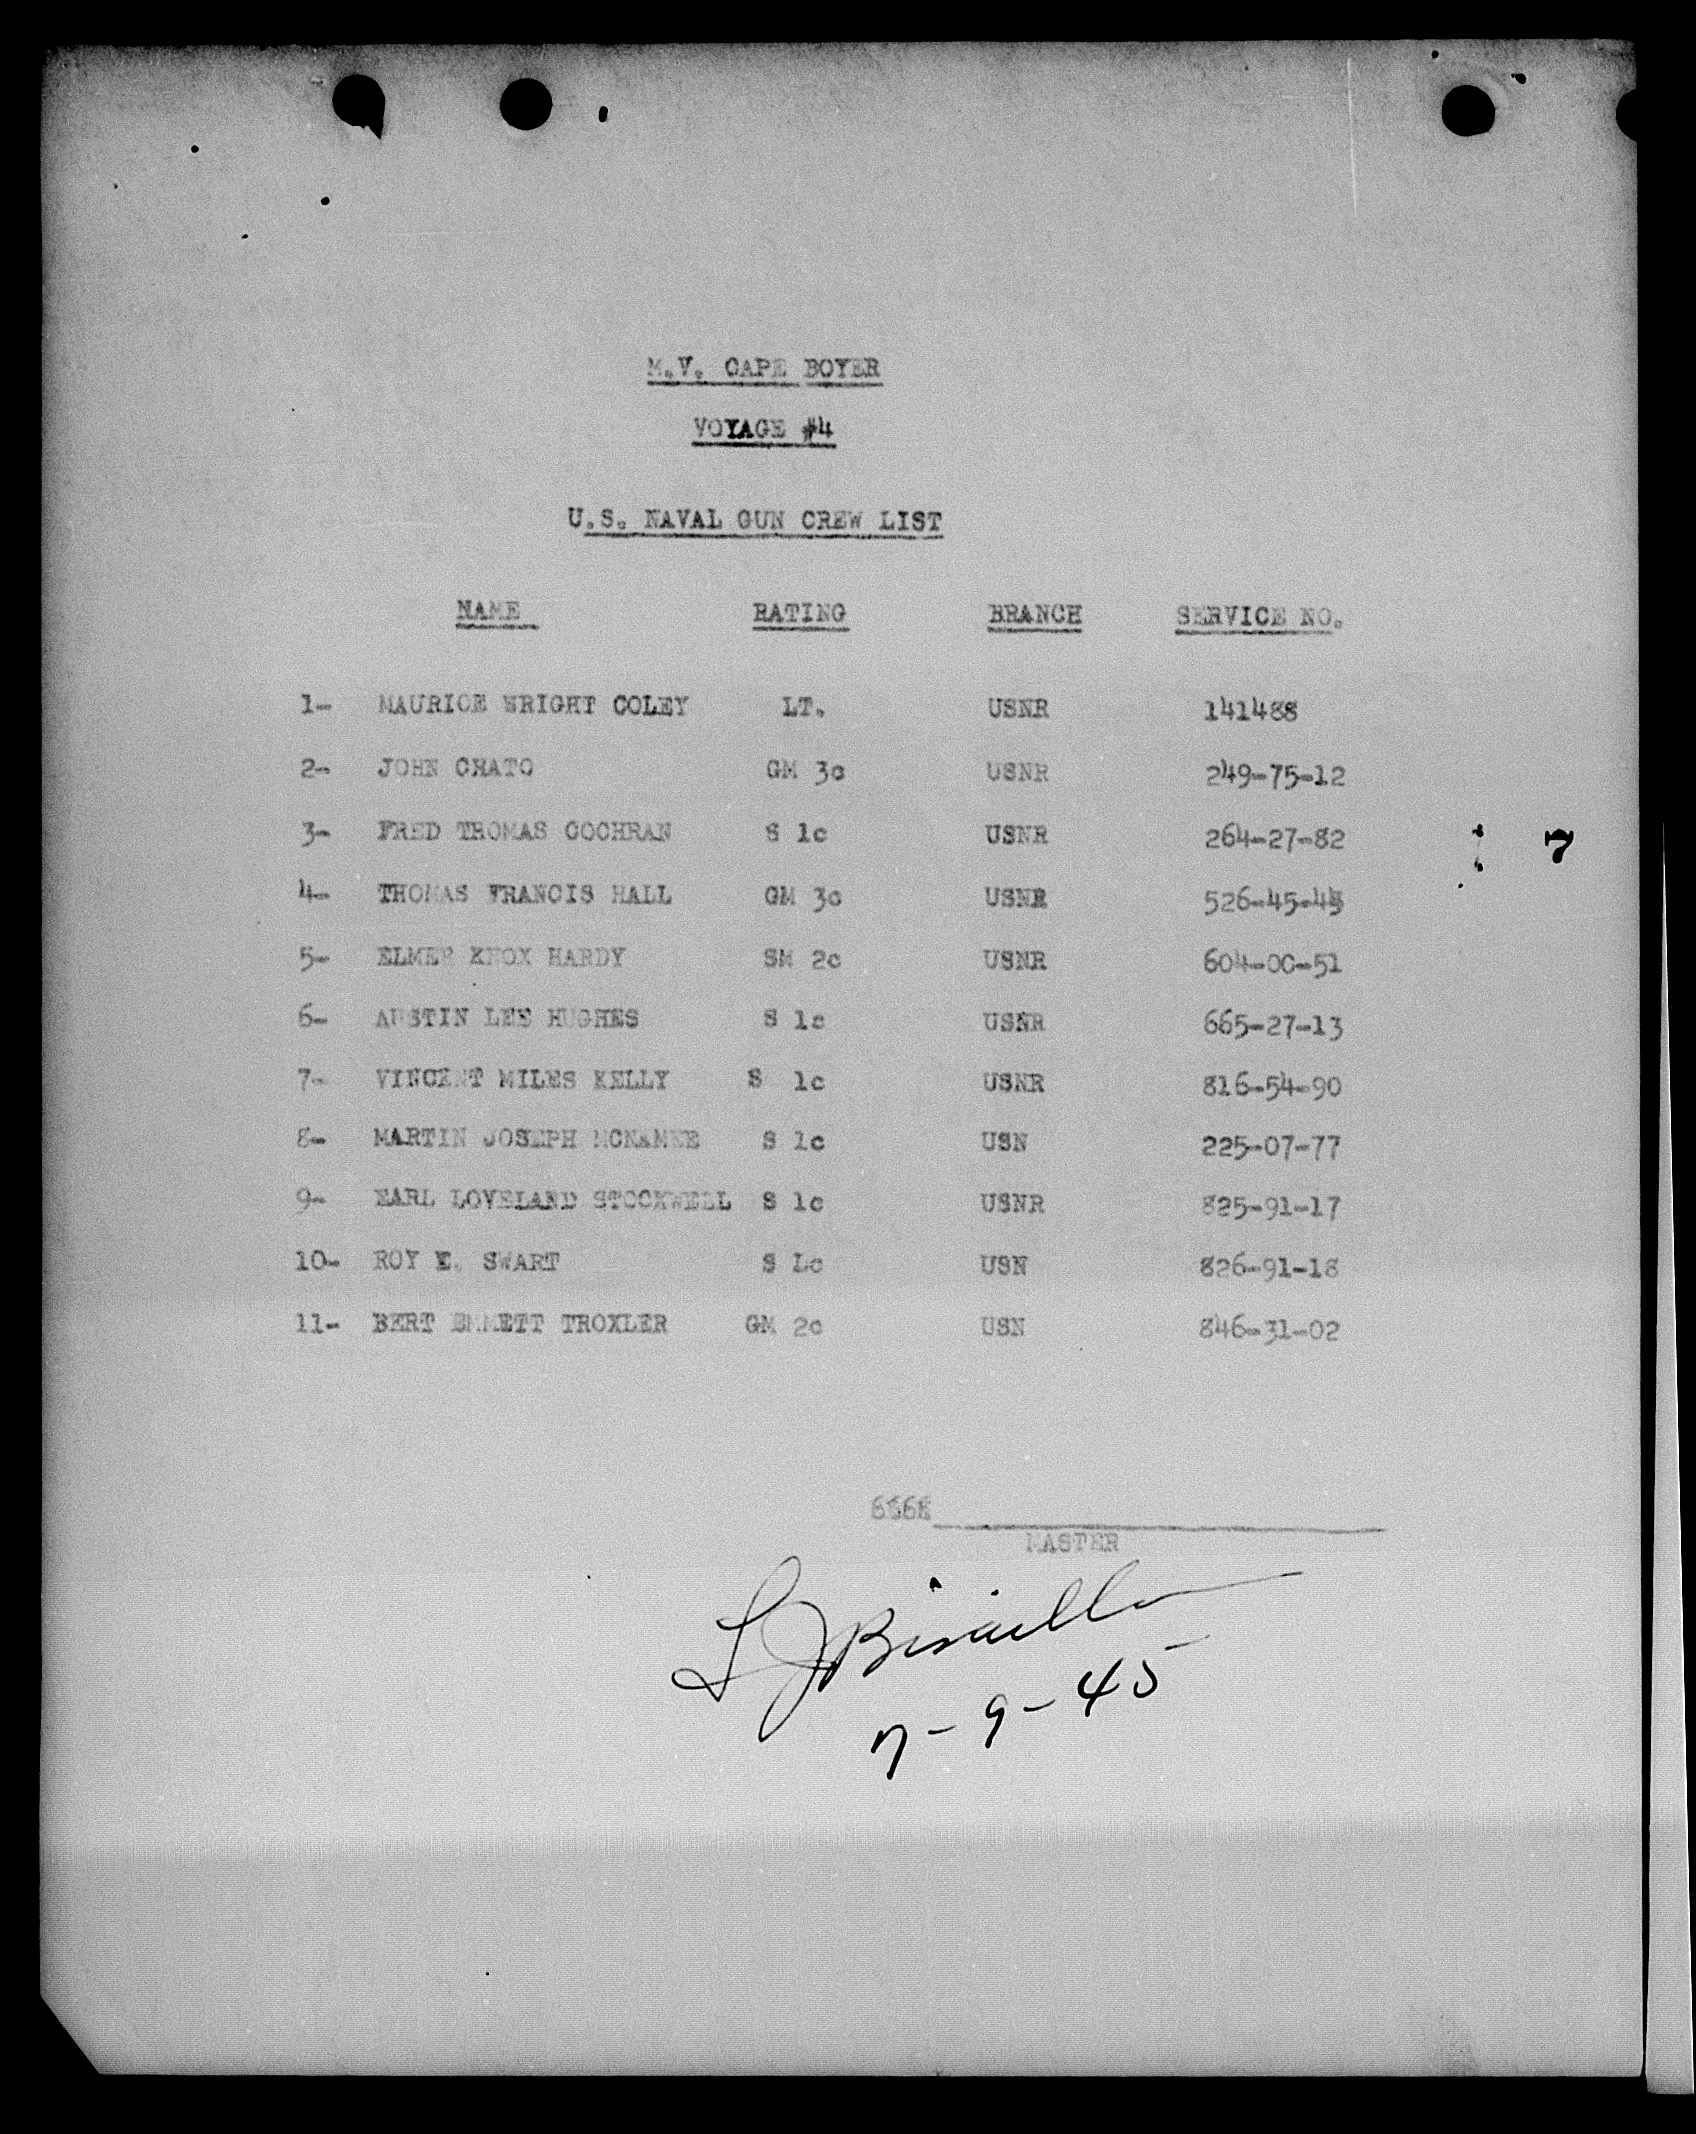 M.V. CAPE BOYER
VOYAGE #4
U.S. NAVAL GUN CREW LIST
NAME RATING BRANCH SERVICE NO.
1- MAURICE WRIGHT COLEY LT. USNR 141488
2- JOHN CHATO GM 3c USNR 249-75-12
3- FRED THOMAS COCHRAN S 1c USNR 264-27-82
4- THOMAS FRANCIS HALL GM 3c USNR
5- ELMER KNOX HARDY SM 2c USNR 604-00-51
6- AUSTIN LEE HUGHES S 1c USNR 665-27-13
7- VINCENT MILES KELLY S 1c USNR 816-54-90
8- MARTIN JOSEPH MCNAMEE S 1c USN 225-07-77
9- EARL LOVELAND STOCKWELL S 1c USNR 825-91-17
10- ROY E. SWART S Lc USN 826-91-18
11- BERT EMMETT TROXLER GM 2c USN 846-31-02
7
MASTER
L J
7-9-45